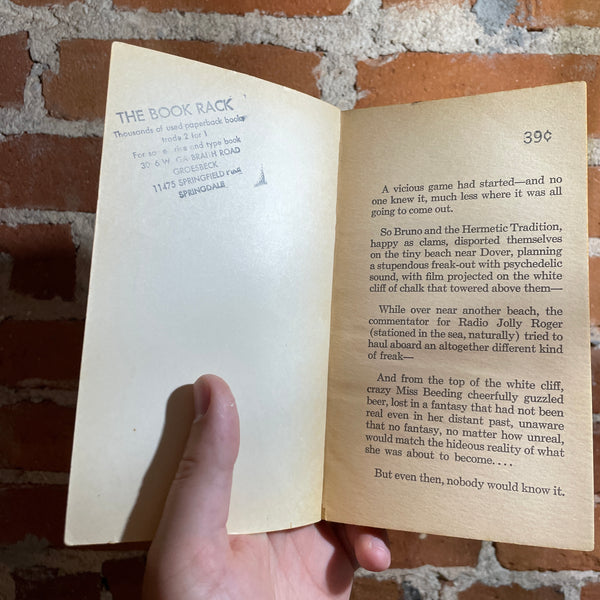 THE BOOK RACK
Thousands of used paperback books
trade 2 for 1
For same price and type book
W. GALBRAITH ROAD
GROESBECK
11475 SPRINGFIELD PIKE
SPRINGDALE
39¢
A vicious game had started—and no
one knew it, much less where it was all
going to come out.
So Bruno and the Hermetic Tradition,
happy as clams, disported themselves
on the tiny beach near Dover, planning
a stupendous freak-out with psychedelic
sound, with film projected on the white
cliff of chalk that towered above them—
While over near another beach, the
commentator for Radio Jolly Roger
(stationed in the sea, naturally) tried to
haul aboard an altogether different kind
of freak—
And from the top of the white cliff,
crazy Miss Beeding cheerfully guzzled
beer, lost in a fantasy that had not been
real even in her distant past, unaware
that no fantasy, no matter how unreal,
would match the hideous reality of what
she was about to become....
But even then, nobody would know it.